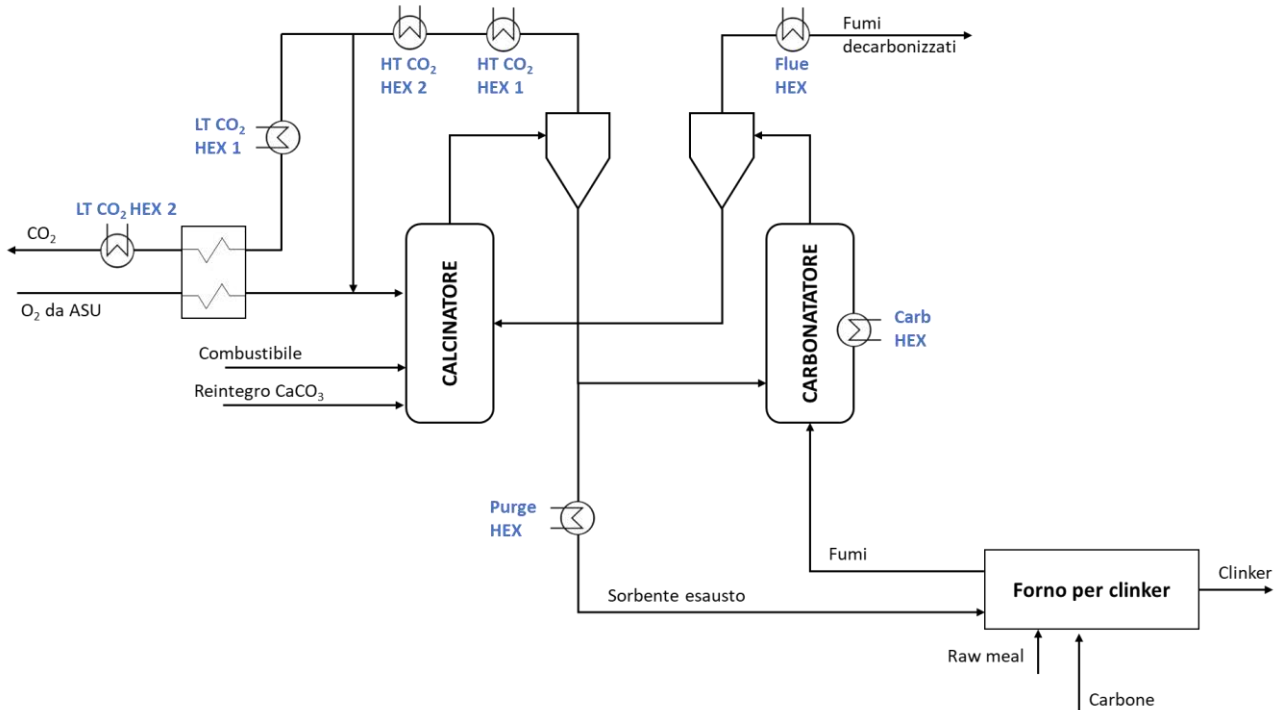 Fumi
decarbonizzati
HT CO₂
HEX 2
HT CO₂
HEX 1
Flue
HEX
LT CO₂
HEX 1
LT CO₂ HEX 2
CO₂
O₂ da ASU
CALCINATORE
CARBONATATORE
Carb
HEX
Combustibile
Reintegro CaCO₃
Purge
HEX
Fumi
Sorbente esausto
Forno per clinker
Clinker
Raw meal
Carbone